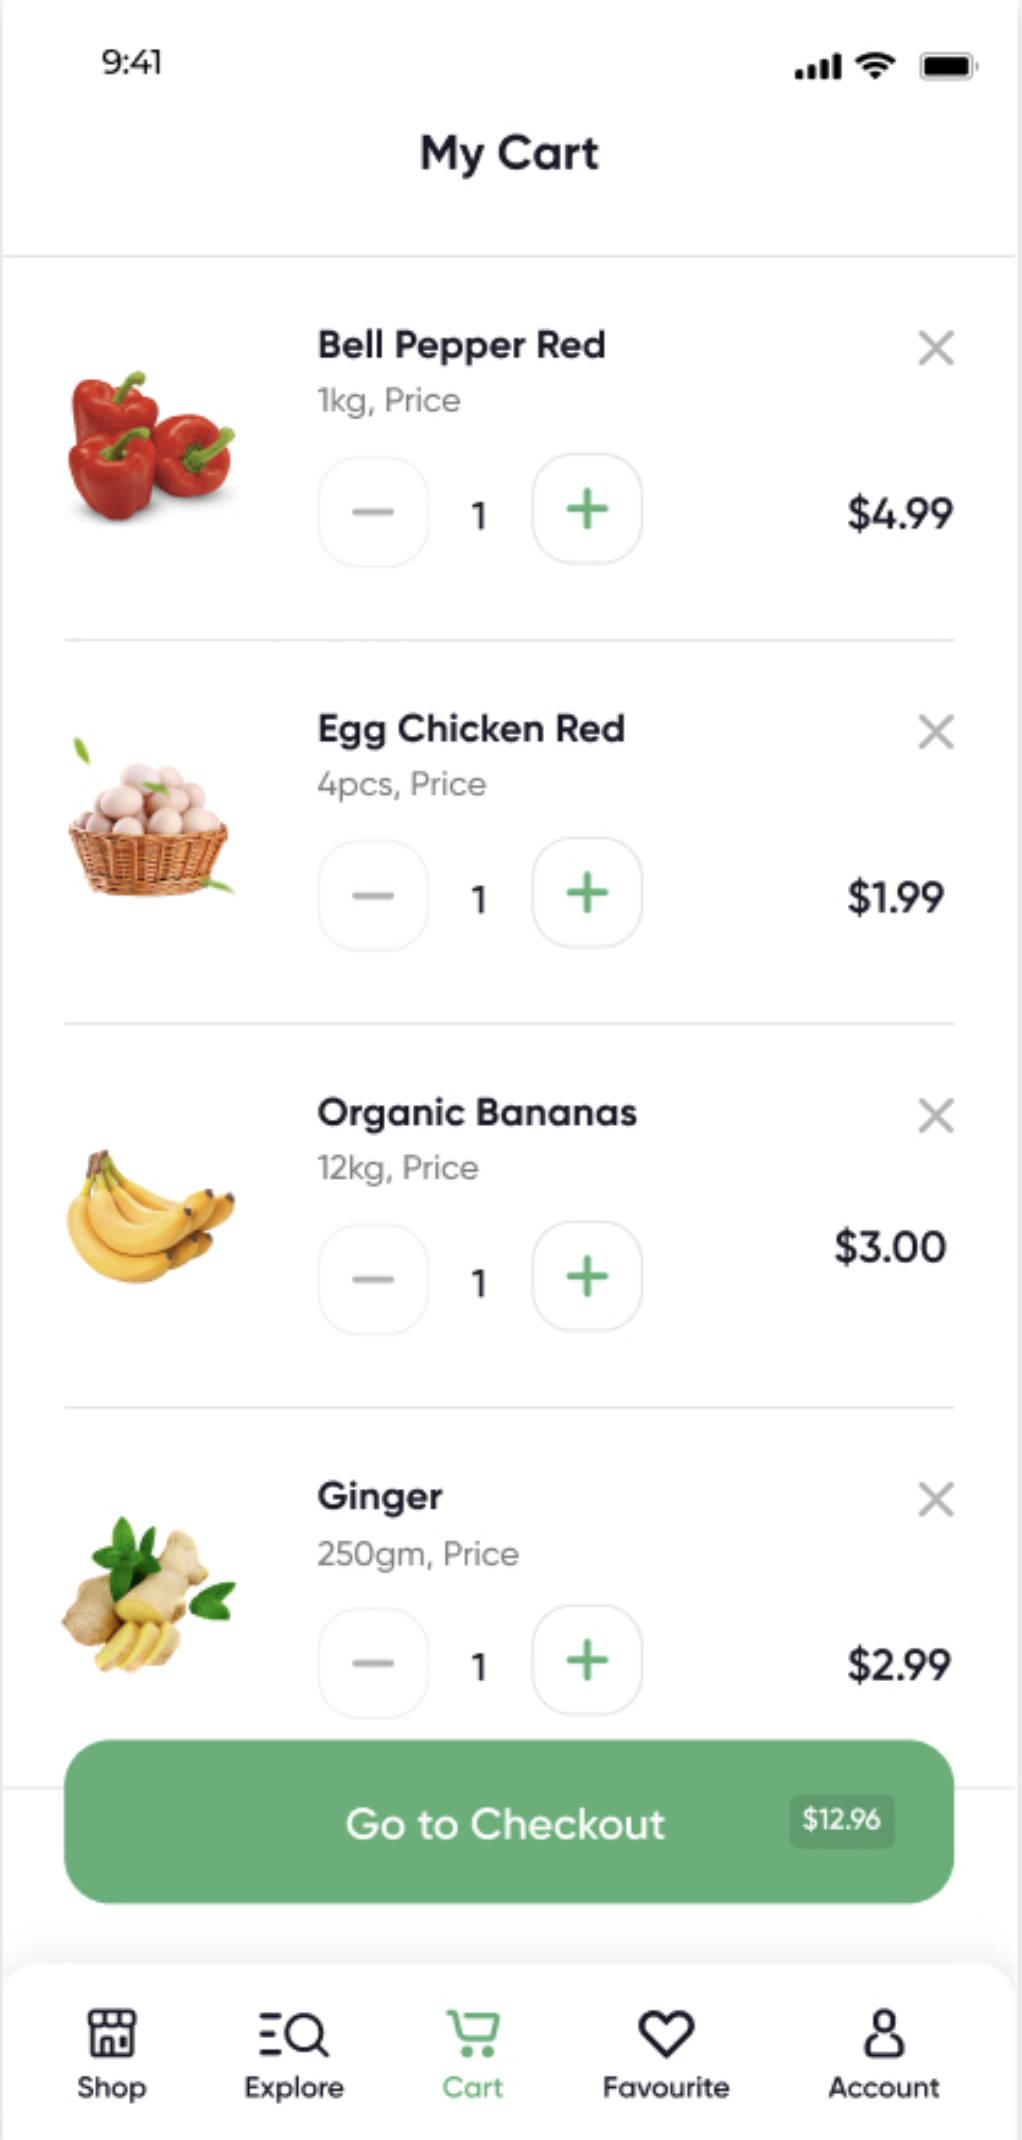 9:41
My Cart
Bell Pepper Red
1kg, Price
1
$4.99
Egg Chicken Red
4pcs, Price
1
$1.99
Organic Bananas
12kg, Price
1
$3.00
Ginger
250gm, Price
1
$2.99
Go to Checkout $12.96
Shop Explore Cart Favourite Account